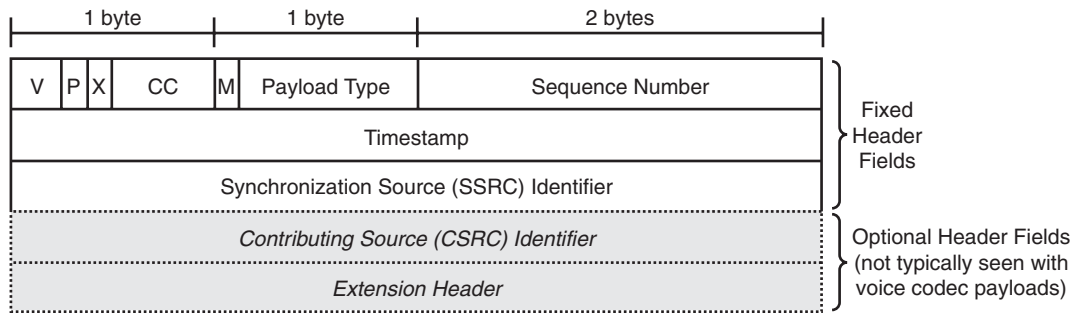 1 byte 1 byte 2 bytes
V P X CC M Payload Type Sequence Number
Timestamp
Synchronization Source (SSRC) Identifier
Fixed
Header
Fields
Contributing Source (CSRC) Identifier
Extension Header
Optional Header Fields
(not typically seen with
voice codec payloads)